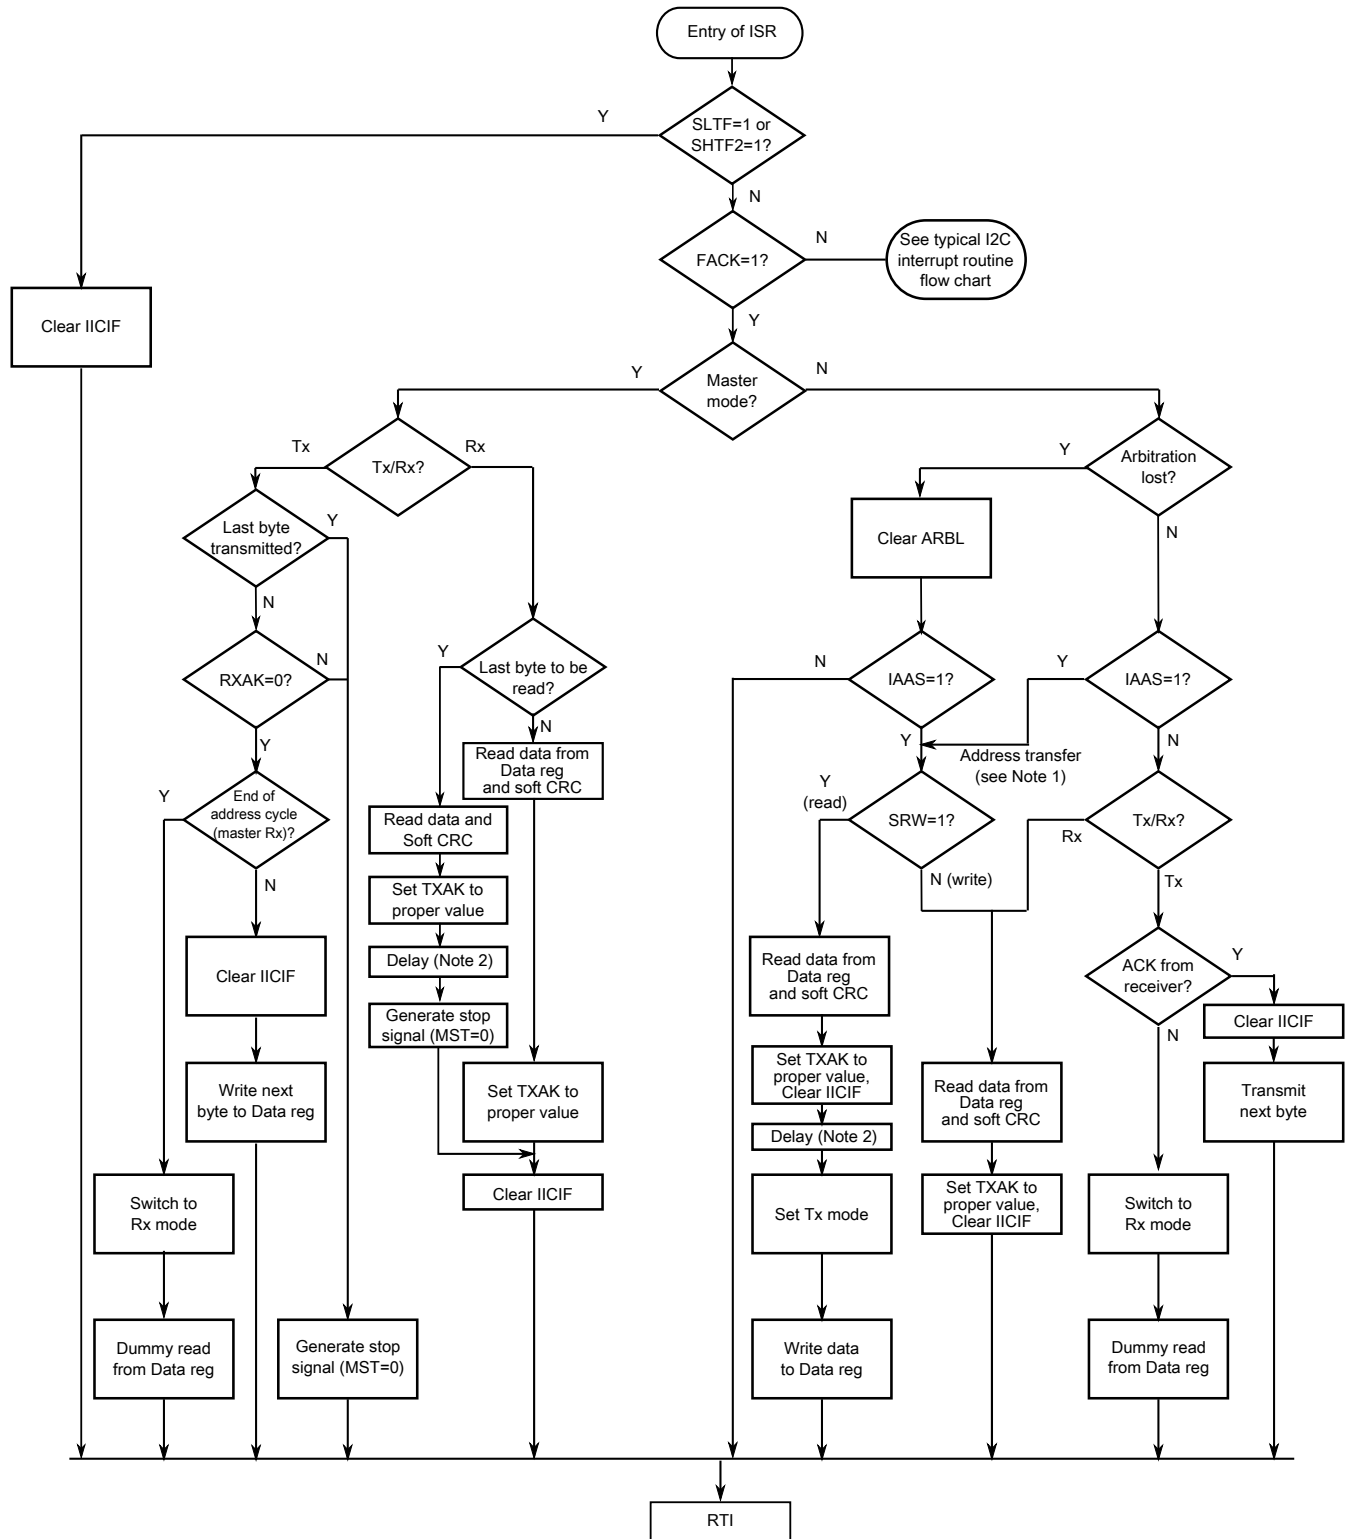 Entry of ISR
Y
SLTF=1 or
SHTF2=1?
N
FACK=1?
N
See typical I2C
interrupt routine
flow chart
Clear IICIF
Y
Y
Master
mode?
N
Tx
Tx/Rx?
Rx
Y
Arbitration
lost?
Last byte
transmitted?
Y
Clear ARBL
N
N
RXAK=0?
N
Y
Last byte to be
read?
N
IAAS=1?
Y
IAAS=1?
Y
N
Read data from
Data reg
and soft CRC
Y
Address transfer
(see Note 1)
N
Y
End of
address cycle
(master Rx)?
Read data and
Soft CRC
Y
(read)
SRW=1?
Rx
Tx/Rx?
N
Set TXAK to
proper value
N (write)
Tx
Clear IICIF
Delay (Note 2)
Read data from
Data reg
and soft CRC
ACK from
receiver?
Y
Generate stop
signal (MST=0)
Clear IICIF
N
Write next
byte to Data reg
Set TXAK to
proper value
Set TXAK to
proper value,
Clear IICIF
Read data from
Data reg
and soft CRC
Transmit
next byte
Delay (Note 2)
Switch to
Rx mode
Clear IICIF
Set Tx mode
Set TXAK to
proper value,
Clear IICIF
Switch to
Rx mode
Dummy read
from Data reg
Generate stop
signal (MST=0)
Write data
to Data reg
Dummy read
from Data reg
RTI